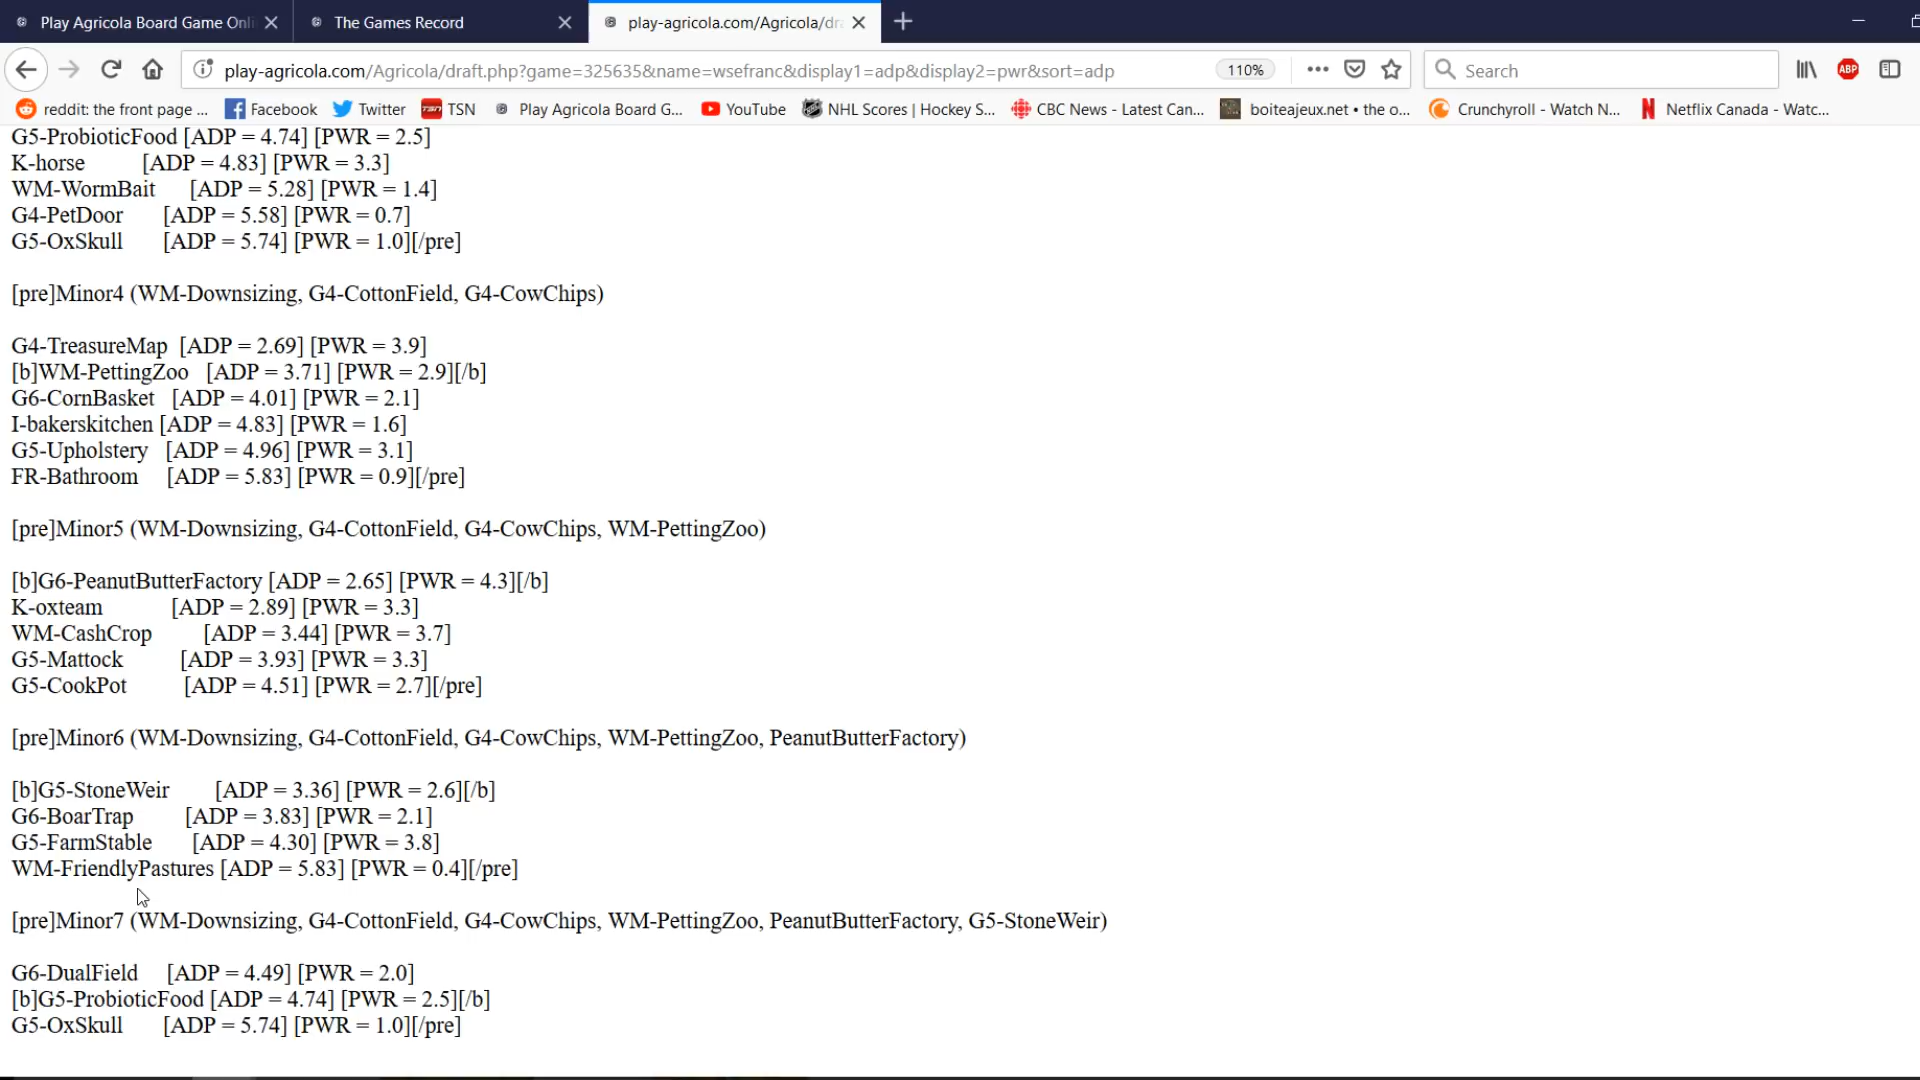 Play Agricola Board Game Onli
The Games Record
play-agricola.com/Agricola/dra
play-agricola.com/Agricola/draft.php?game=325635&name=wsefranc&display1=adp&display2=pwr&sort=adp
110%
Search
ABP
reddit: the front page ...
Facebook
Twitter
TSN
Play Agricola Board G...
YouTube
NHL Scores | Hockey S...
CBC News - Latest Can...
boiteajeux.net • the o...
Crunchyroll - Watch N...
Netflix Canada - Watc...
G5-ProbioticFood [ADP = 4.74] [PWR = 2.5]
K-horse [ADP = 4.83] [PWR = 3.3]
WM-WormBait [ADP = 5.28] [PWR = 1.4]
G4-PetDoor [ADP = 5.58] [PWR = 0.7]
G5-OxSkull [ADP = 5.74] [PWR = 1.0][/pre]
[pre]Minor4 (WM-Downsizing, G4-CottonField, G4-CowChips)
G4-TreasureMap [ADP = 2.69] [PWR = 3.9]
[b]WM-PettingZoo [ADP = 3.71] [PWR = 2.9][/b]
G6-CornBasket [ADP = 4.01] [PWR = 2.1]
I-bakerskitchen [ADP = 4.83] [PWR = 1.6]
G5-Upholstery [ADP = 4.96] [PWR = 3.1]
FR-Bathroom [ADP = 5.83] [PWR = 0.9][/pre]
[pre]Minor5 (WM-Downsizing, G4-CottonField, G4-CowChips, WM-PettingZoo)
[b]G6-PeanutButterFactory [ADP = 2.65] [PWR = 4.3][/b]
K-oxteam [ADP = 2.89] [PWR = 3.3]
WM-CashCrop [ADP = 3.44] [PWR = 3.7]
G5-Mattock [ADP = 3.93] [PWR = 3.3]
G5-CookPot [ADP = 4.51] [PWR = 2.7][/pre]
[pre]Minor6 (WM-Downsizing, G4-CottonField, G4-CowChips, WM-PettingZoo, PeanutButterFactory)
[b]G5-StoneWeir [ADP = 3.36] [PWR = 2.6][/b]
G6-BoarTrap [ADP = 3.83] [PWR = 2.1]
G5-FarmStable [ADP = 4.30] [PWR = 3.8]
WM-FriendlyPastures [ADP = 5.83] [PWR = 0.4][/pre]
[pre]Minor7 (WM-Downsizing, G4-CottonField, G4-CowChips, WM-PettingZoo, PeanutButterFactory, G5-StoneWeir)
G6-DualField [ADP = 4.49] [PWR = 2.0]
[b]G5-ProbioticFood [ADP = 4.74] [PWR = 2.5][/b]
G5-OxSkull [ADP = 5.74] [PWR = 1.0][/pre]